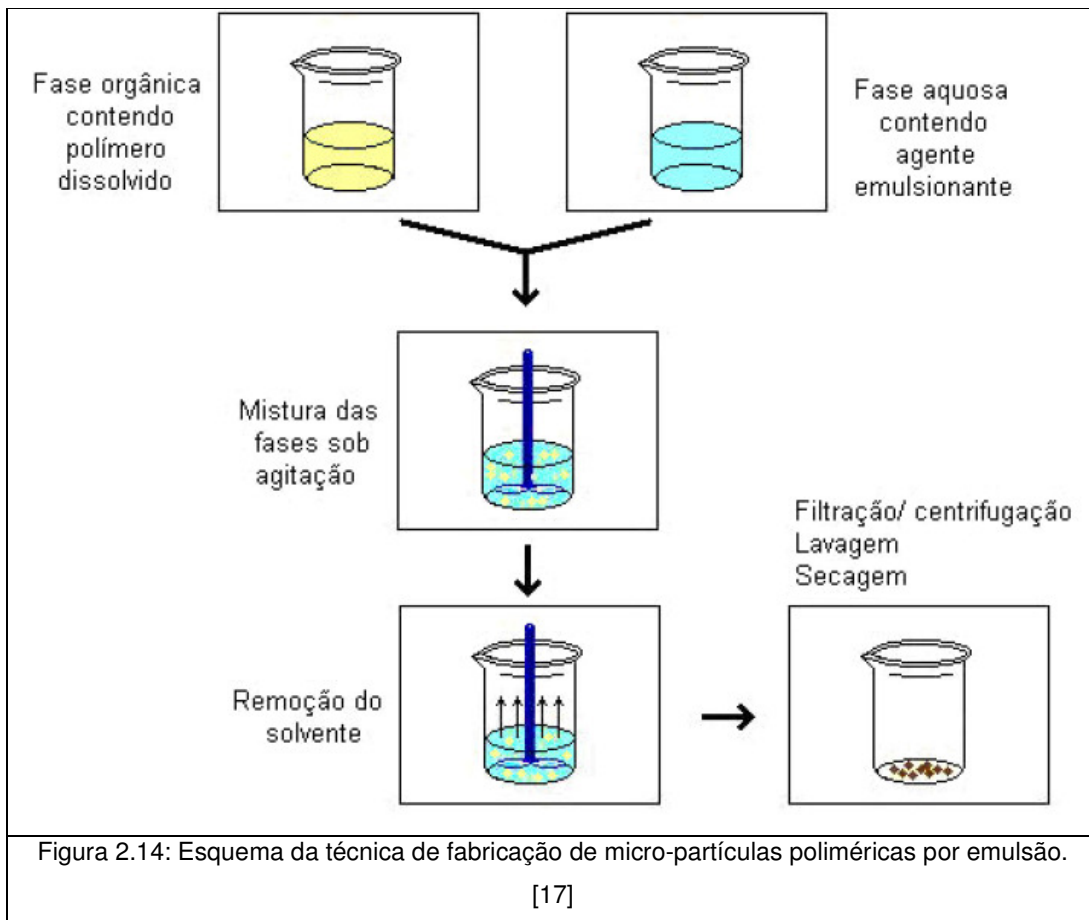 Fase orgânica
contendo
polímero
dissolvido
Fase aquosa
contendo
agente
emulsionante
Mistura das
fases sob
agitação
Filtração/ centrifugação
Lavagem
Secagem
Remoção do
solvente
Figura 2.14: Esquema da técnica de fabricação de micro-partículas poliméricas por emulsão.
[17]